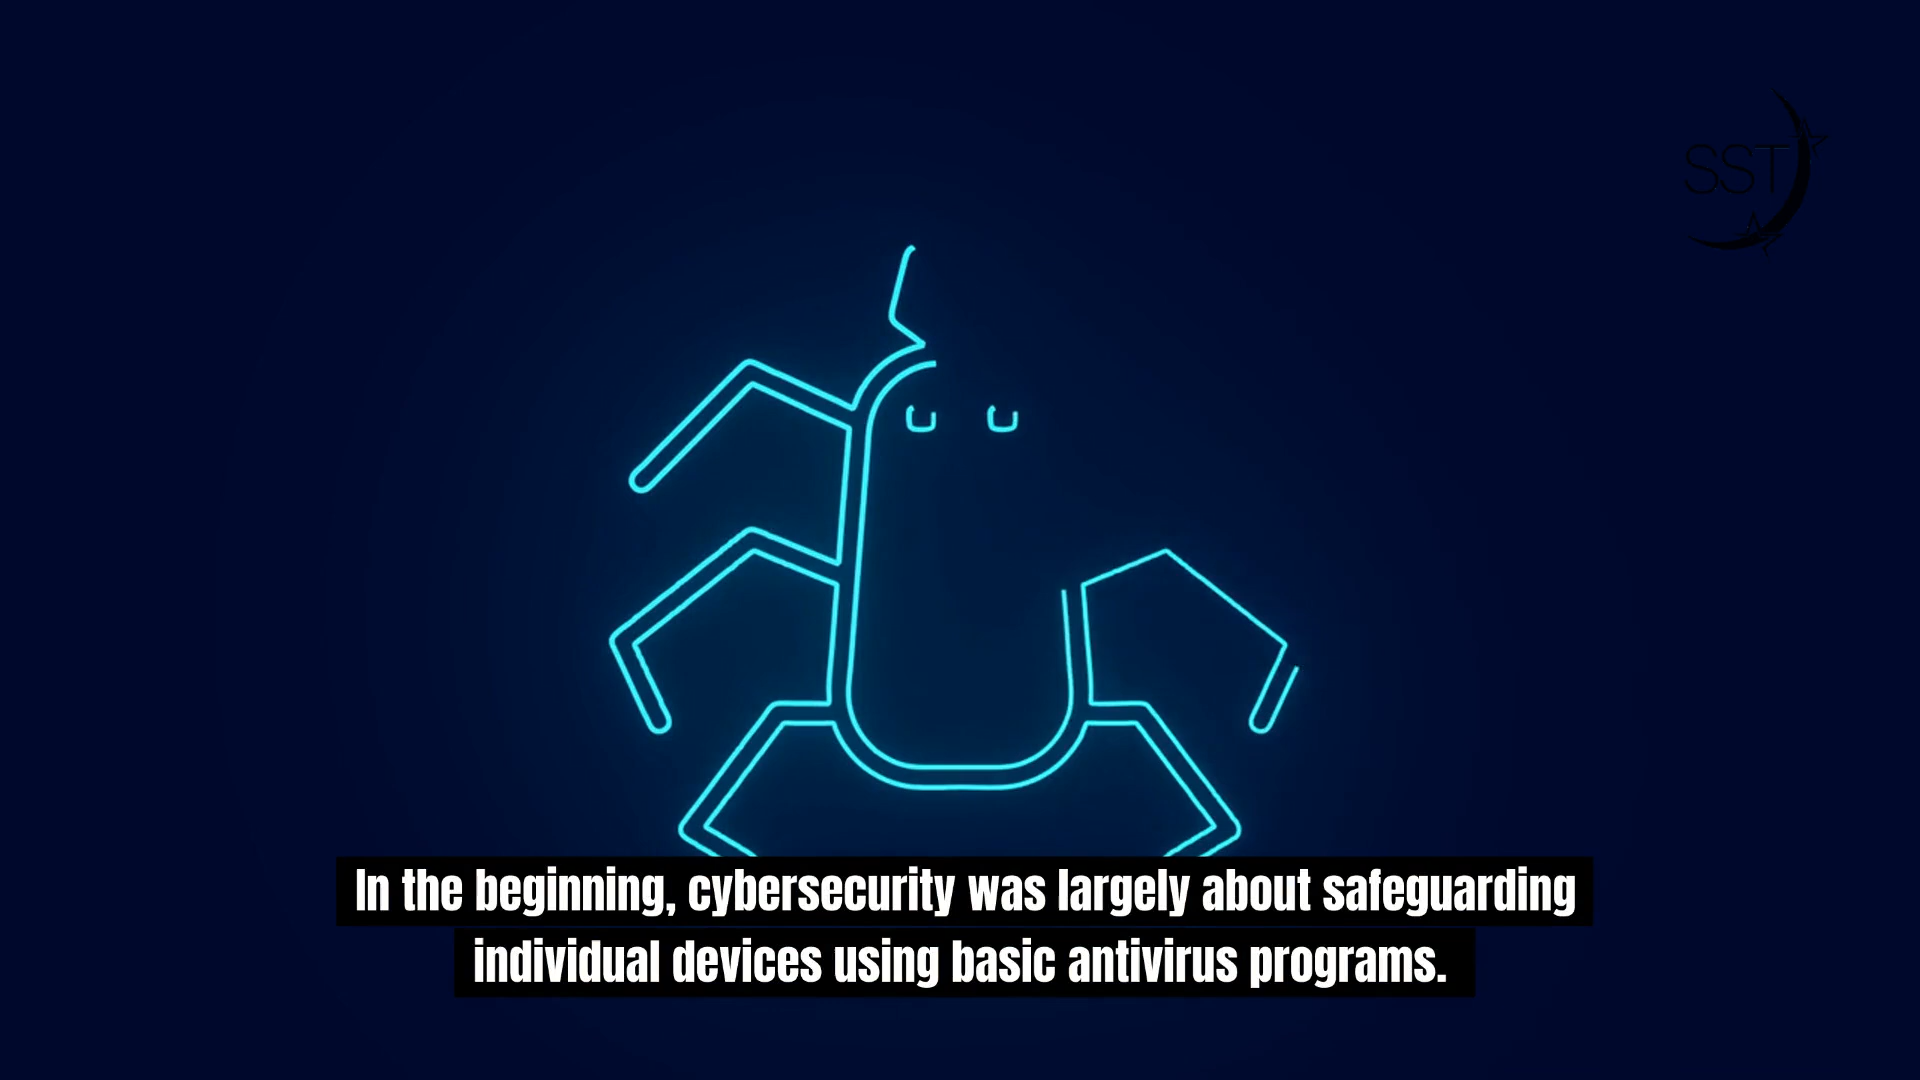 SST
In the beginning, cybersecurity was largely about safeguarding
individual devices using basic antivirus programs.